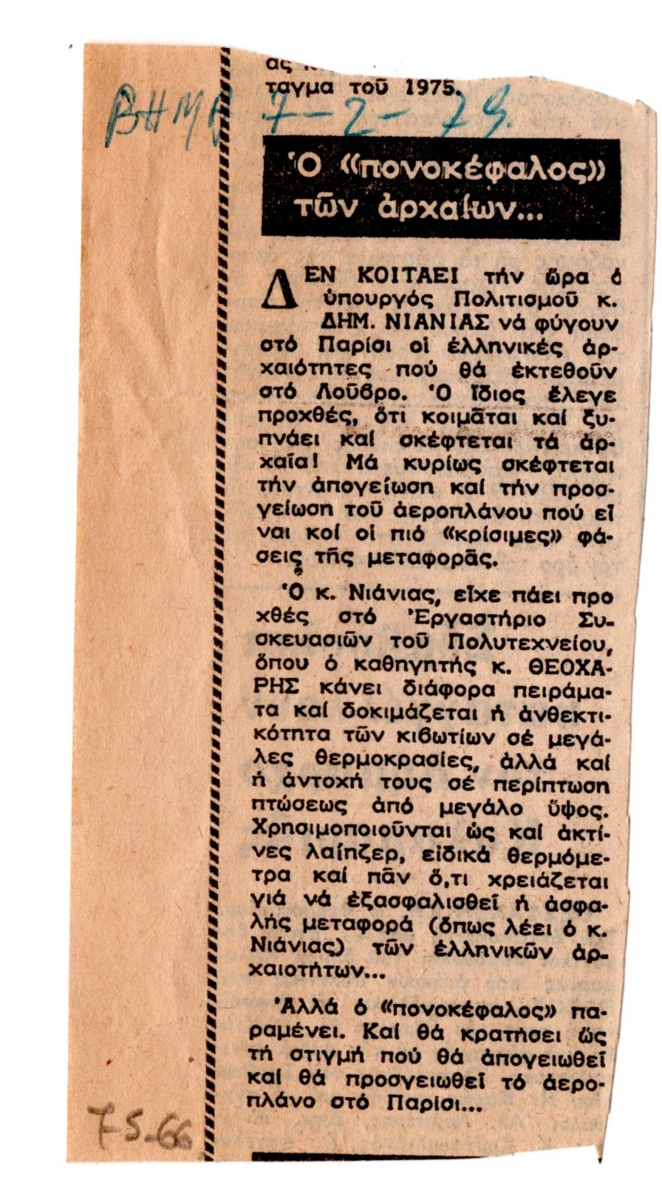 ας
ταγμα τοῦ 1975.
ΒΗΜΑ 7-2-79.
Ὁ «πονοκέφαλος»
τῶν ἀρχαίων...
ΔΕΝ ΚΟΙΤΑΕΙ τήν ὥρα ὁ
ὑπουργός Πολιτισμοῦ κ.
ΔΗΜ. ΝΙΑΝΙΑΣ νά φύγουν
στό Παρίσι οἱ ἑλληνικές ἀρ-
χαιότητες πού θά ἐκτεθοῦν
στό Λοῦβρο. Ὁ ἴδιος ἔλεγε
προχθές, ὅτι κοιμᾶται καί ξυ-
πνάει καί σκέφτεται τά ἀρ-
χαῖα! Μά κυρίως σκέφτεται
τήν ἀπογείωση καί τήν προσ-
γείωση τοῦ ἀεροπλάνου πού εἶ
ναι κοί οἱ πιό «κρίσιμες» φά-
σεις τῆς μεταφορᾶς.
Ὁ κ. Νιάνιας, εἶχε πάει προ
χθές στό Ἐργαστήριο Συ-
σκευασιῶν τοῦ Πολυτεχνείου,
ὅπου ὁ καθηγητής κ. ΘΕΟΧΑ-
ΡΗΣ κάνει διάφορα πειράμα-
τα καί δοκιμάζεται ἡ ἀνθεκτι-
κότητα τῶν κιβωτίων σέ μεγά-
λες θερμοκρασίες, ἀλλά καί
ἡ ἀντοχή τους σέ περίπτωση
πτώσεως ἀπό μεγάλο ὕψος.
Χρησιμοποιοῦνται ὡς καί ἀκτί-
νες λαίηζερ, εἰδικά θερμόμε-
τρα καί πᾶν ὅ,τι χρειάζεται
γιά νά ἐξασφαλισθεῖ ἡ ἀσφα-
λής μεταφορά (ὅπως λέει ὁ κ.
Νιάνιας) τῶν ἑλληνικῶν ἀρ-
χαιοτήτων...
Ἀλλά ὁ «πονοκέφαλος» πα-
ραμένει. Καί θά κρατήσει ὥς
τή στιγμή πού θά ἀπογειωθεῖ
καί θά προσγειωθεῖ τό ἀερο-
πλάνο στό Παρίσι...
75-66